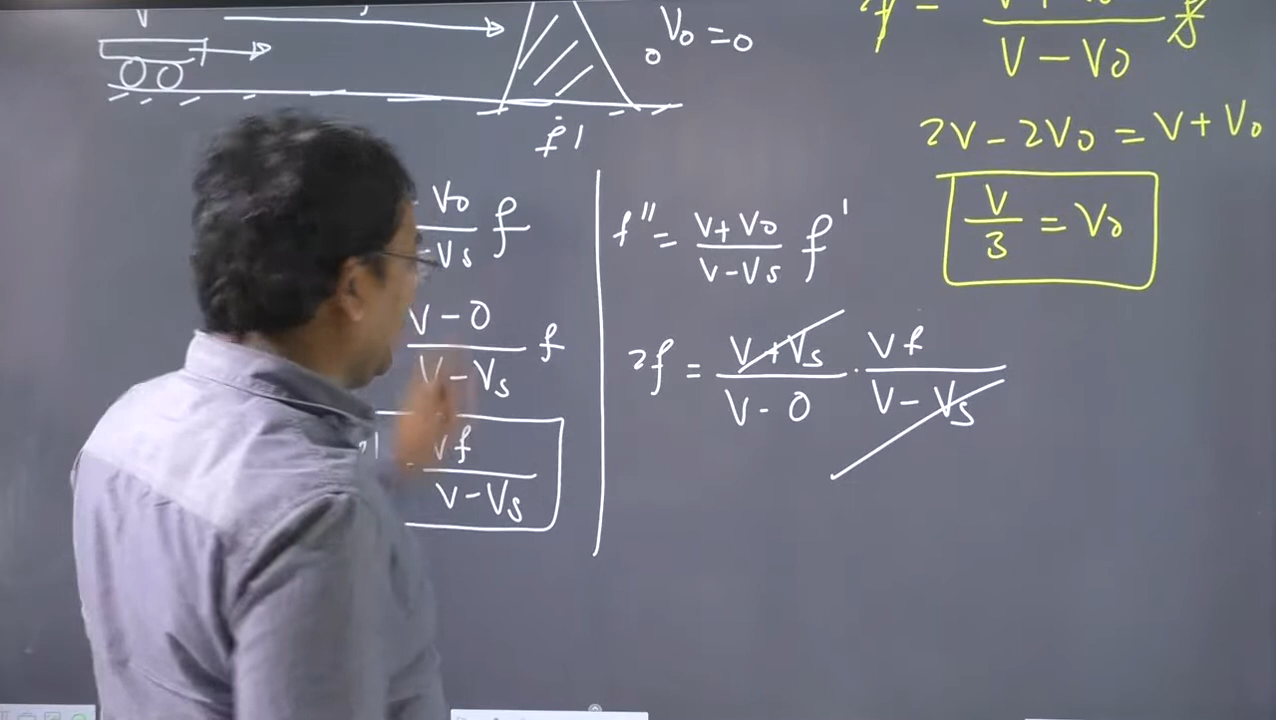 V₀ = 0
f'
V₀ f
-Vs
V - 0 / V - Vs f
Vf / V - Vs
f'' = V + V₀ / V - Vs f'
2f = V + Vs / V - 0 · Vf / V - Vs
V - V₀
2V - 2V₀ = V + V₀
V / 3 = V₀